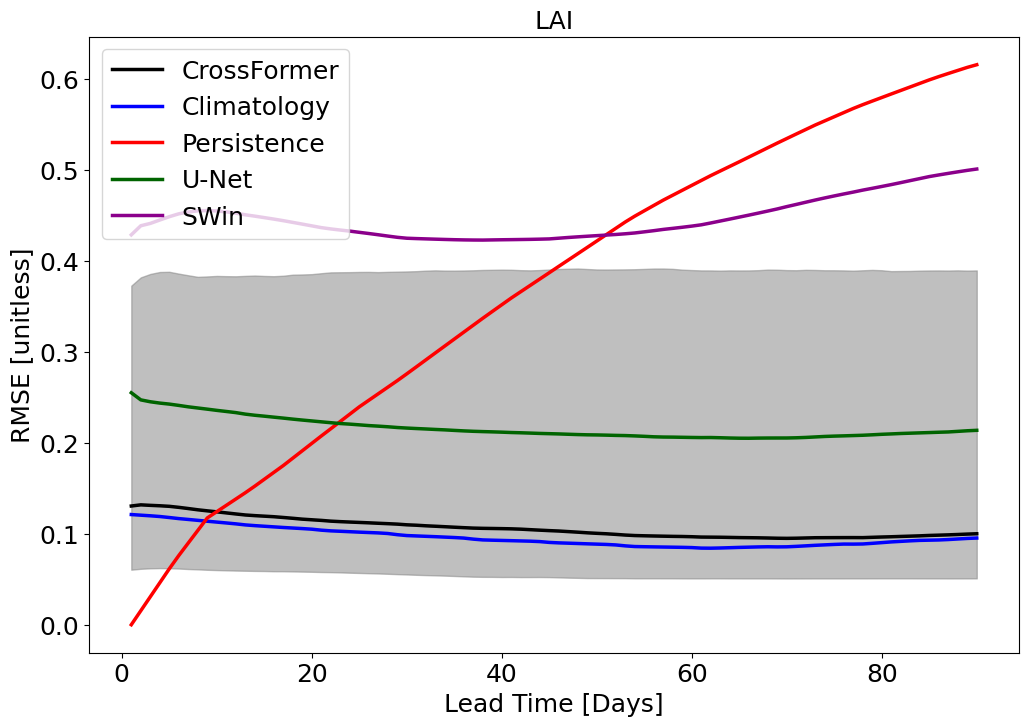 LAI
CrossFormer
Climatology
Persistence
U-Net
SWin
RMSE [unitless]
0.6
0.5
0.4
0.3
0.2
0.1
0.0
0 20 40 60 80
Lead Time [Days]